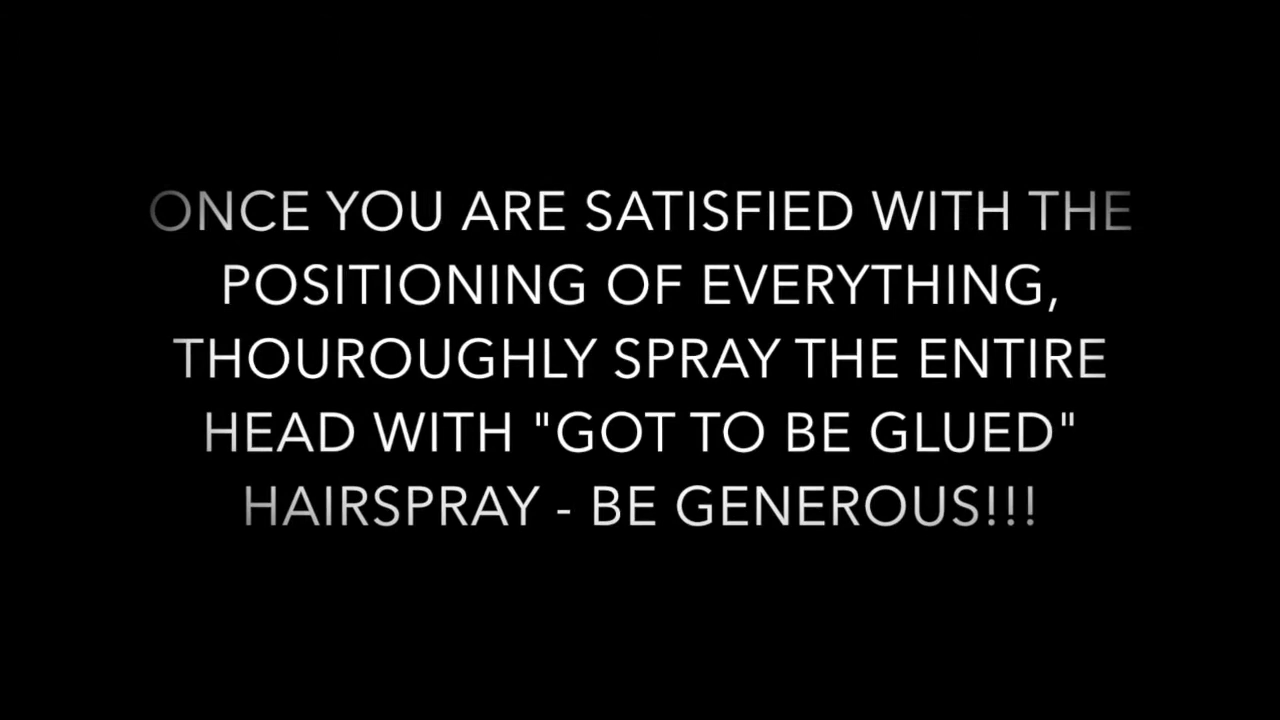 ONCE YOU ARE SATISFIED WITH THE
POSITIONING OF EVERYTHING,
THOUROUGHLY SPRAY THE ENTIRE
HEAD WITH "GOT TO BE GLUED"
HAIRSPRAY - BE GENEROUS!!!